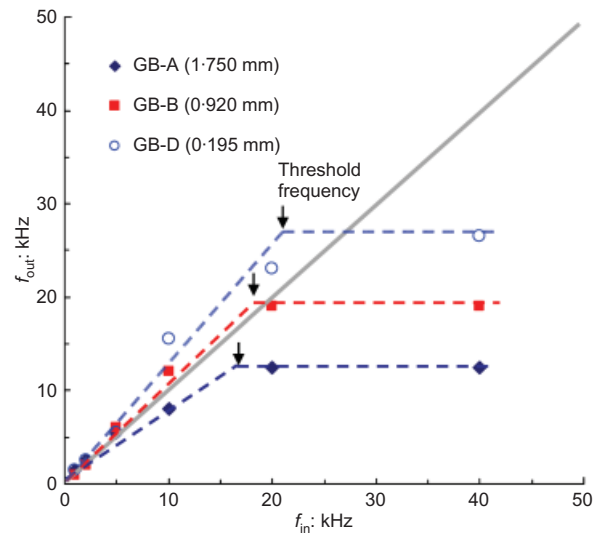 50
GB-A (1·750 mm)
GB-B (0·920 mm)
40
GB-D (0·195 mm)
Threshold
frequency
30
fout: kHz
20
10
0
0 10 20 30 40 50
fin: kHz